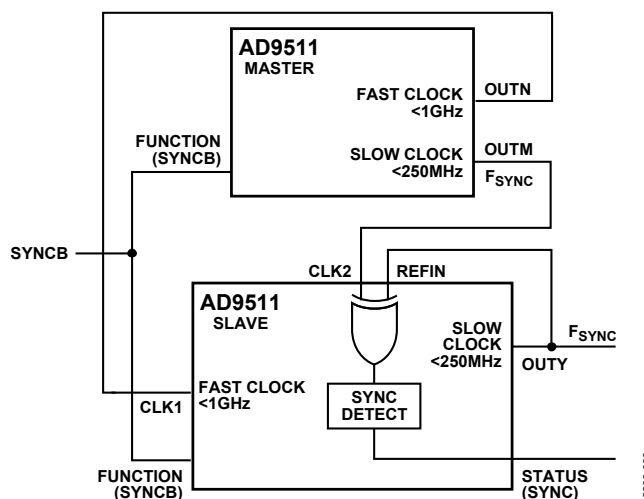 AD9511
MASTER
FAST CLOCK
<1GHz
OUTN
FUNCTION
(SYNCB)
SLOW CLOCK
<250MHz
OUTM
FSYNC
SYNCB
CLK2
REFIN
AD9511
SLAVE
SLOW
CLOCK
<250MHz
FSYNC
OUTY
FAST CLOCK
<1GHz
CLK1
SYNC
DETECT
FUNCTION
(SYNCB)
STATUS
(SYNC)